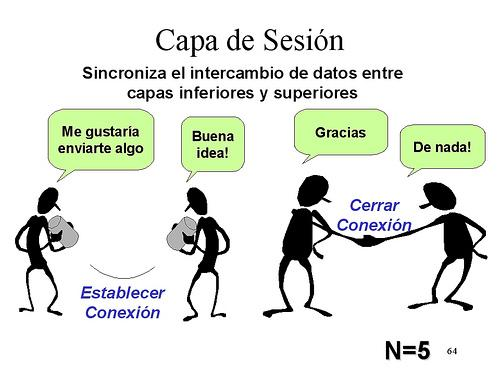 Capa de Sesión
Sincroniza el intercambio de datos entre
capas inferiores y superiores
Me gustaría
enviarte algo
Buena
idea!
Gracias
De nada!
Establecer
Conexión
Cerrar
Conexión
N=5
64